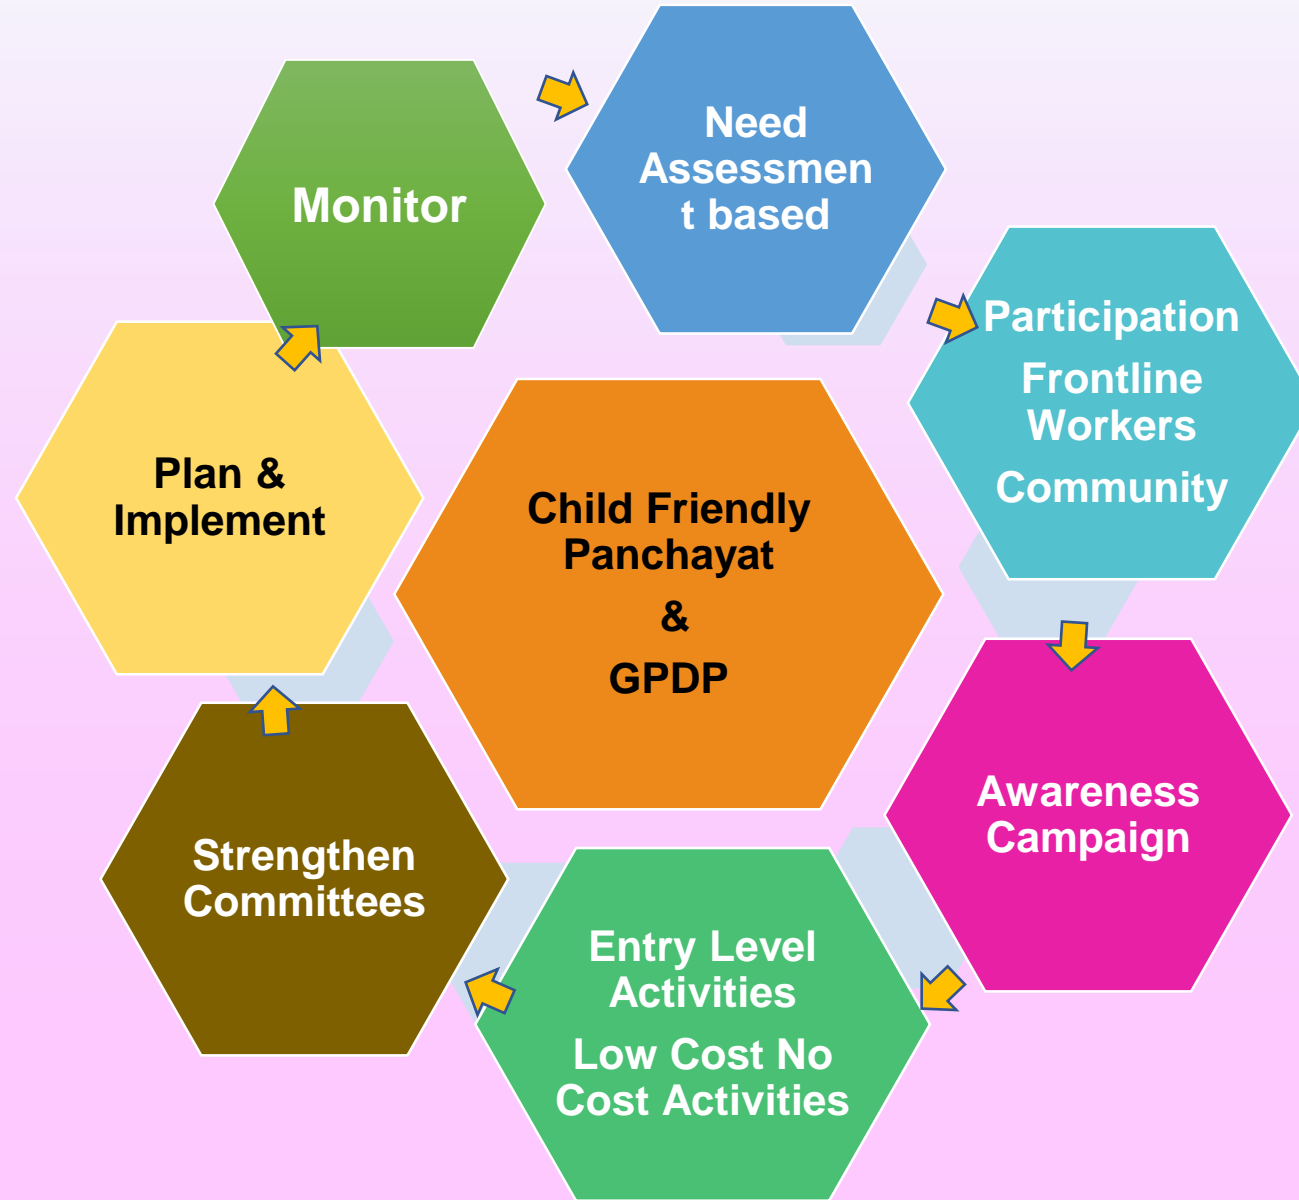 Need
Assessmen
t based
Participation
Frontline
Workers
Community
Awareness
Campaign
Entry Level
Activities
Low Cost No
Cost Activities
Strengthen
Committees
Plan &
Implement
Monitor
Child Friendly
Panchayat
&
GPDP